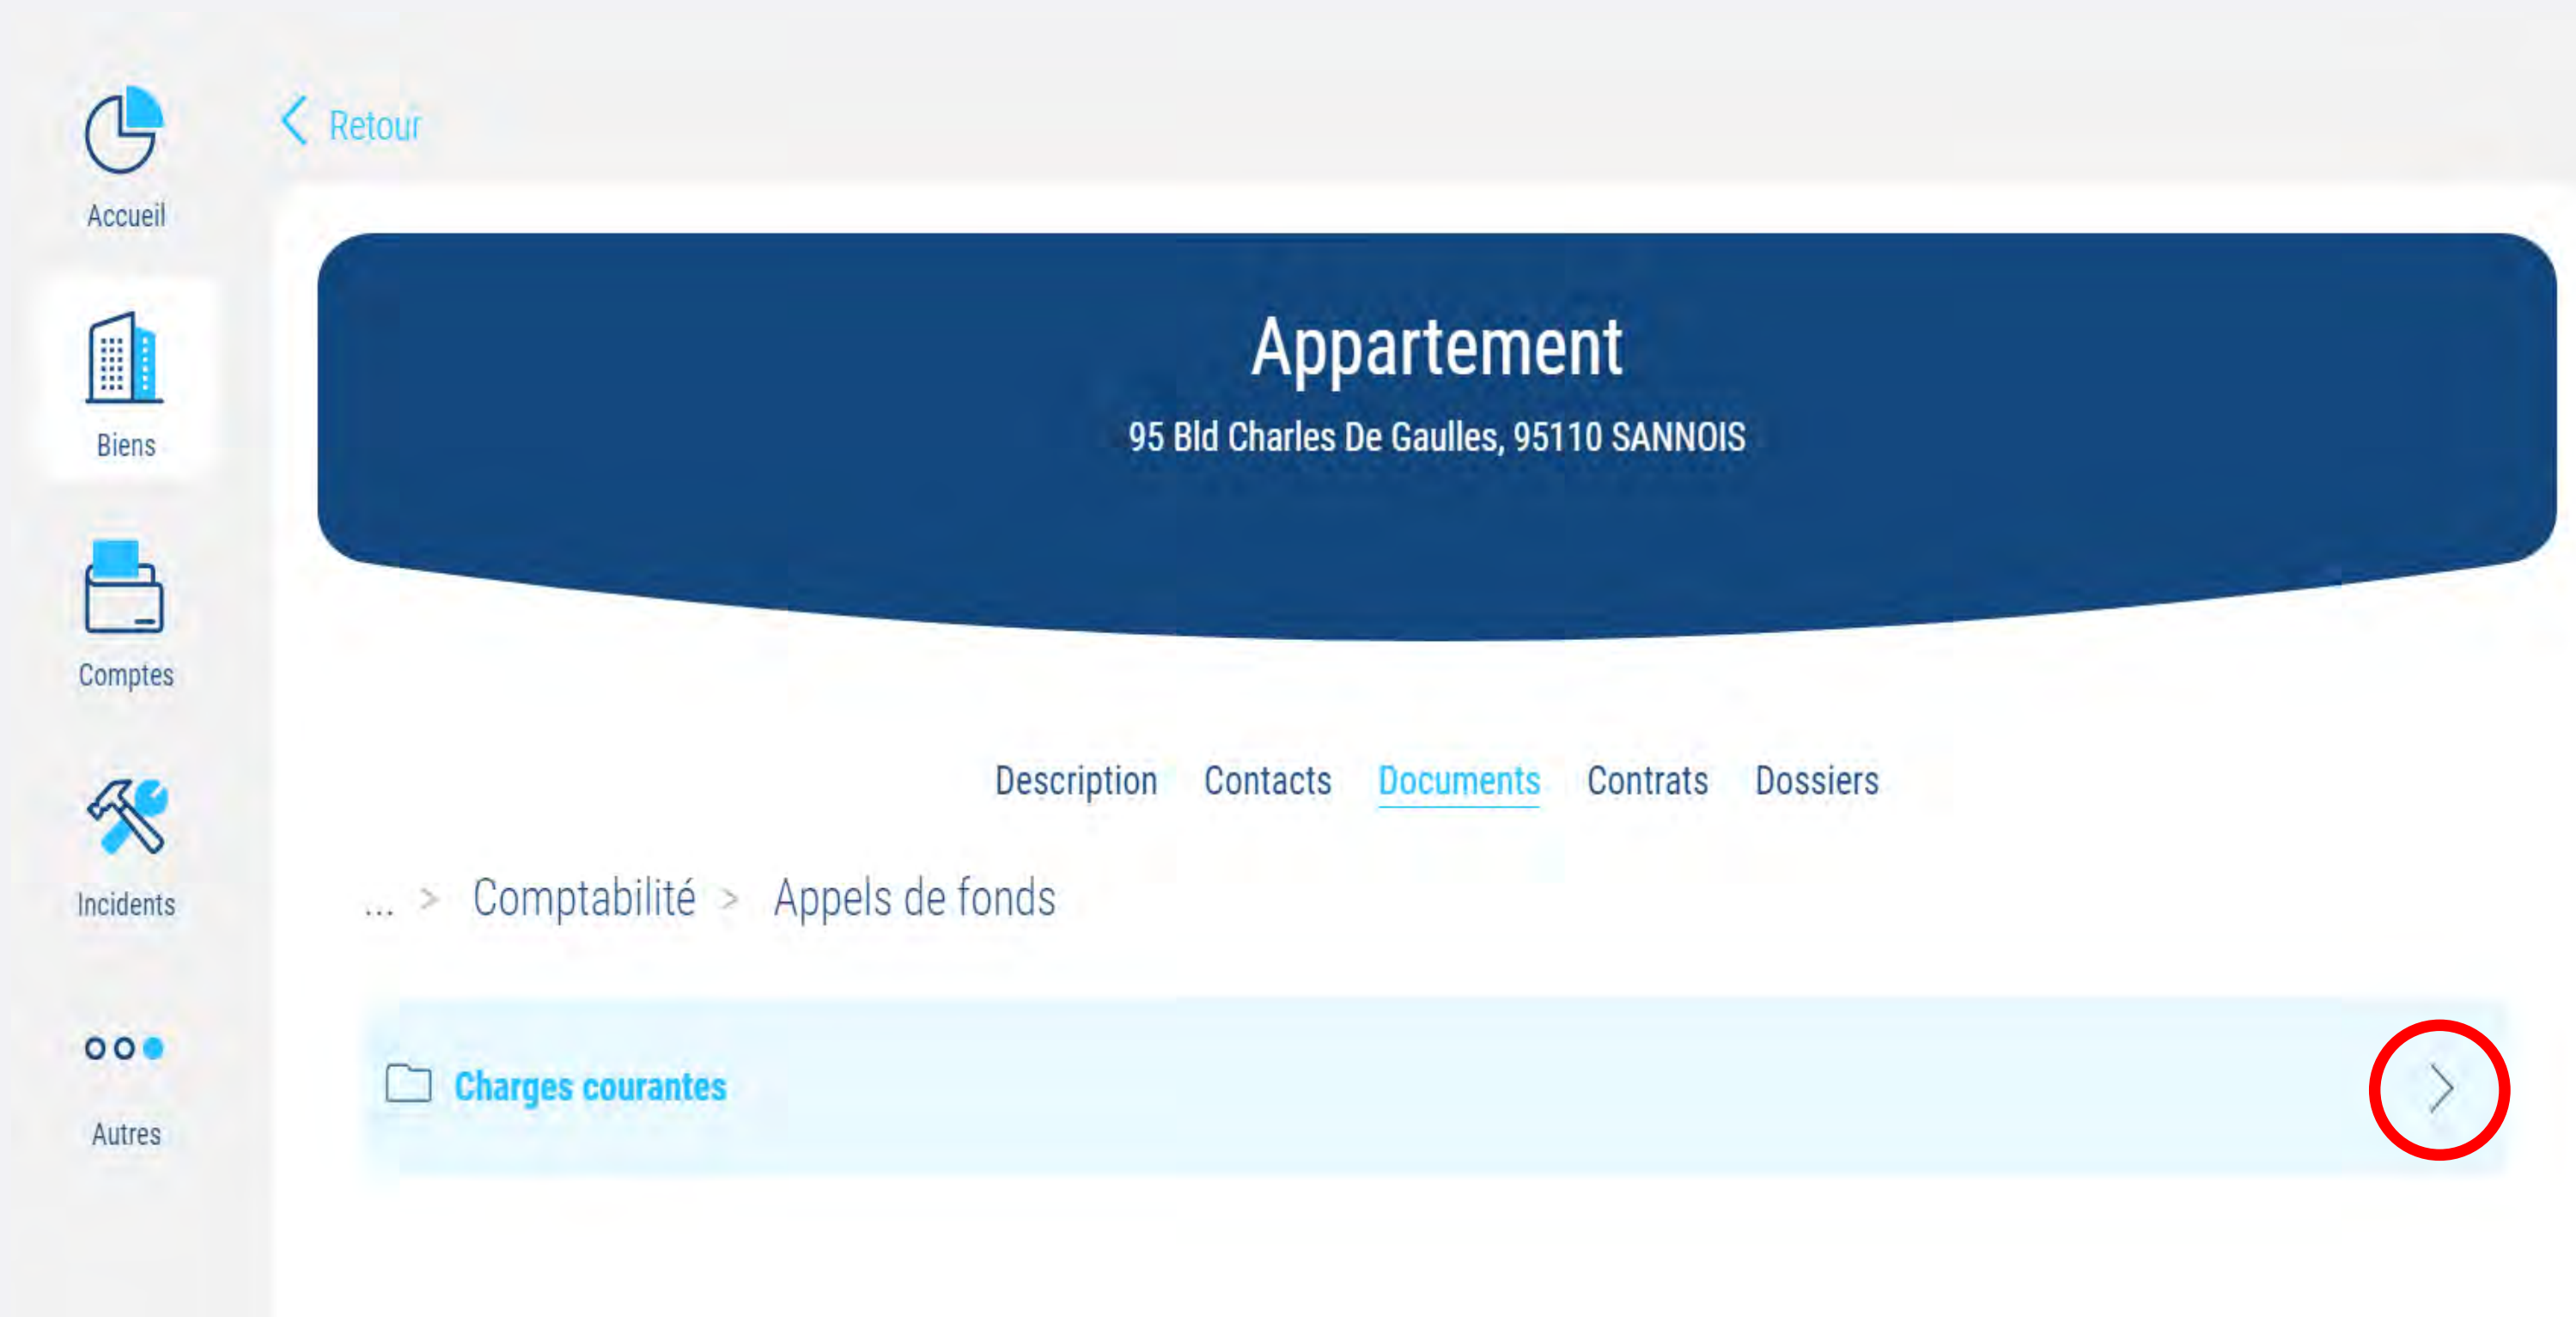 Retour
Accueil
Biens
Comptes
Incidents
Autres
Appartement
95 Bld Charles De Gaulles, 95110 SANNOIS
Description Contacts Documents Contrats Dossiers
... > Comptabilité > Appels de fonds
Charges courantes